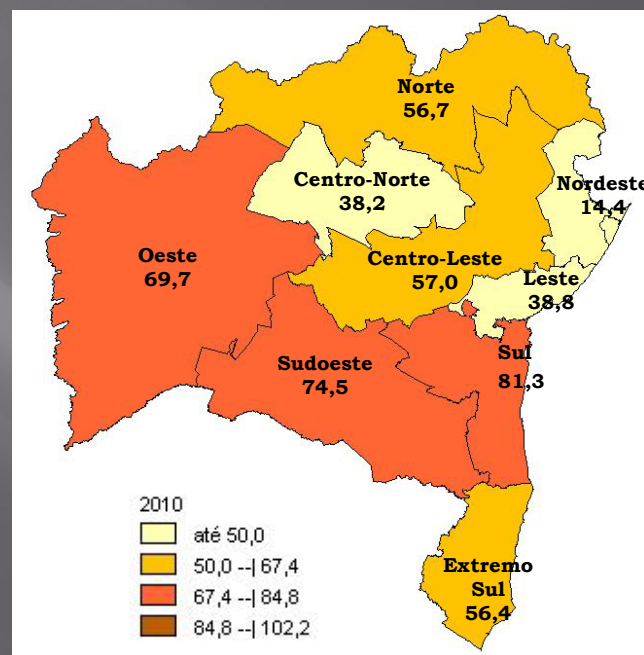 Norte
56,7
Centro-Norte
38,2
Nordeste
14,4
Oeste
69,7
Centro-Leste
57,0
Leste
38,8
Sudoeste
74,5
Sul
81,3
Extremo
Sul
56,4
2010
até 50,0
50,0 --| 67,4
67,4 --| 84,8
84,8 --| 102,2